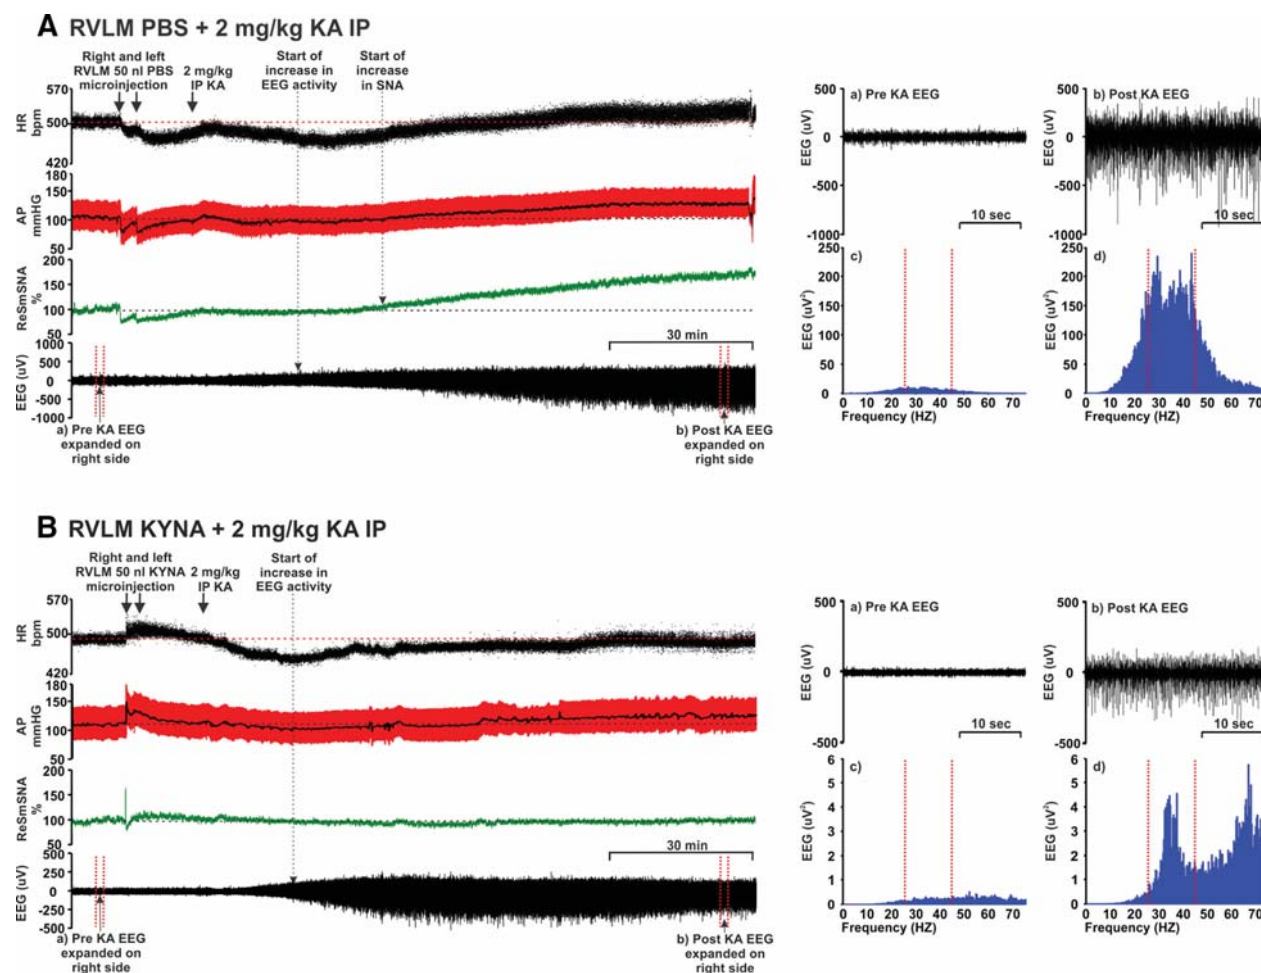 A RVLM PBS + 2 mg/kg KA IP
Right and left
RVLM 50 nl PBS
microinjection
2 mg/kg
IP KA
Start of
increase in
EEG activity
Start of
increase
in SNA
570
500
420
HR
bpm
180
150
100
50
AP
mmHG
200
150
100
50
ReSmSNA
%
30 min
1000
500
0
-500
-1000
EEG (uV)
a) Pre KA EEG
expanded on
right side
b) Post KA EEG
expanded on
right side
a) Pre KA EEG
500
0
-500
-1000
EEG (uV)
10 sec
b) Post KA EEG
500
0
-500
-1000
EEG (uV)
10 sec
c)
250
200
150
100
50
0
EEG (uV²)
0 10 20 30 40 50 60 70
Frequency (HZ)
d)
250
200
150
100
50
0
EEG (uV²)
0 10 20 30 40 50 60 70
Frequency (HZ)
B RVLM KYNA + 2 mg/kg KA IP
Right and left
RVLM 50 nl KYNA
microinjection
2 mg/kg
IP KA
Start of
increase in
EEG activity
570
500
420
HR
bpm
180
150
100
50
AP
mmHG
200
150
100
50
ReSmSNA
%
30 min
500
250
0
-250
-500
EEG (uV)
a) Pre KA EEG
expanded on
right side
b) Post KA EEG
expanded on
right side
a) Pre KA EEG
500
0
-500
EEG (uV)
10 sec
b) Post KA EEG
500
0
-500
EEG (uV)
10 sec
c)
6
5
4
3
2
1
0
EEG (uV²)
0 10 20 30 40 50 60 70
Frequency (HZ)
d)
6
5
4
3
2
1
0
EEG (uV²)
0 10 20 30 40 50 60 70
Frequency (HZ)